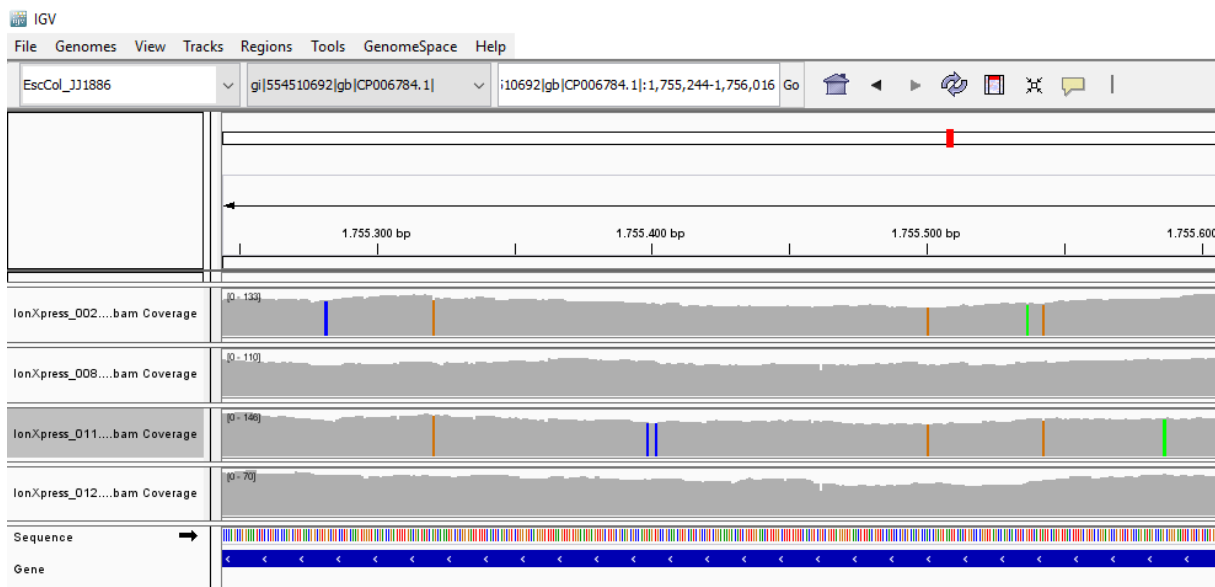 IGV
File Genomes View Tracks Regions Tools GenomeSpace Help
EscCol_JJ1886 gi|554510692|gb|CP006784.1| i10692|gb|CP006784.1|:1,755,244-1,756,016 Go
1.755.300 bp 1.755.400 bp 1.755.500 bp 1.755.600
[0 - 133]
IonXpress_002....bam Coverage
[0 - 110]
IonXpress_008....bam Coverage
[0 - 146]
IonXpress_011....bam Coverage
[0 - 70]
IonXpress_012....bam Coverage
Sequence
Gene